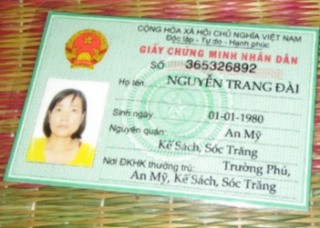 CỘNG HÒA XÃ HỘI CHỦ NGHĨA VIỆT NAM
Độc lập - Tự do - Hạnh phúc
GIẤY CHỨNG MINH NHÂN DÂN
SỐ 365326892
Họ tên NGUYỄN TRANG ĐÀI
Sinh ngày 01-01-1980
Nguyên quán: An Mỹ
Kế Sách, Sóc Trăng
Nơi ĐKHK thường trú: Trường Phú,
An Mỹ, Kế Sách, Sóc Trăng